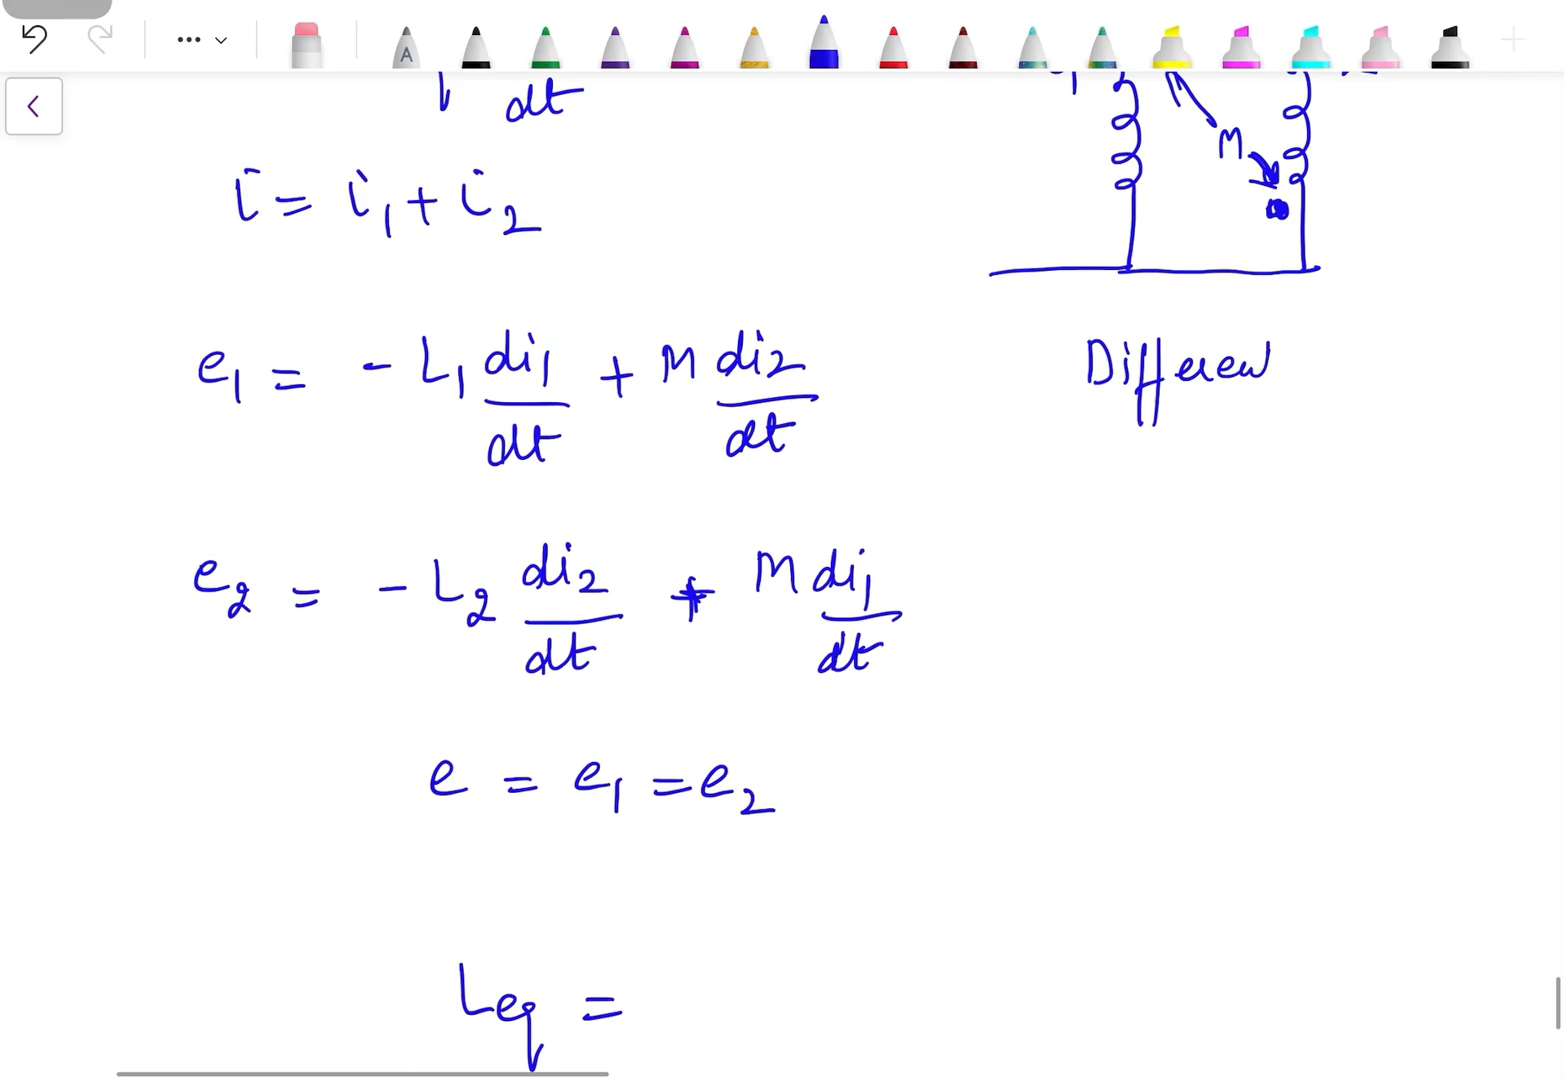 dt
M
i = i₁ + i₂
e₁ = - L₁ di₁/dt + M di₂/dt
Differen
e₂ = - L₂ di₂/dt + M di₁/dt
e = e₁ = e₂
Leq =